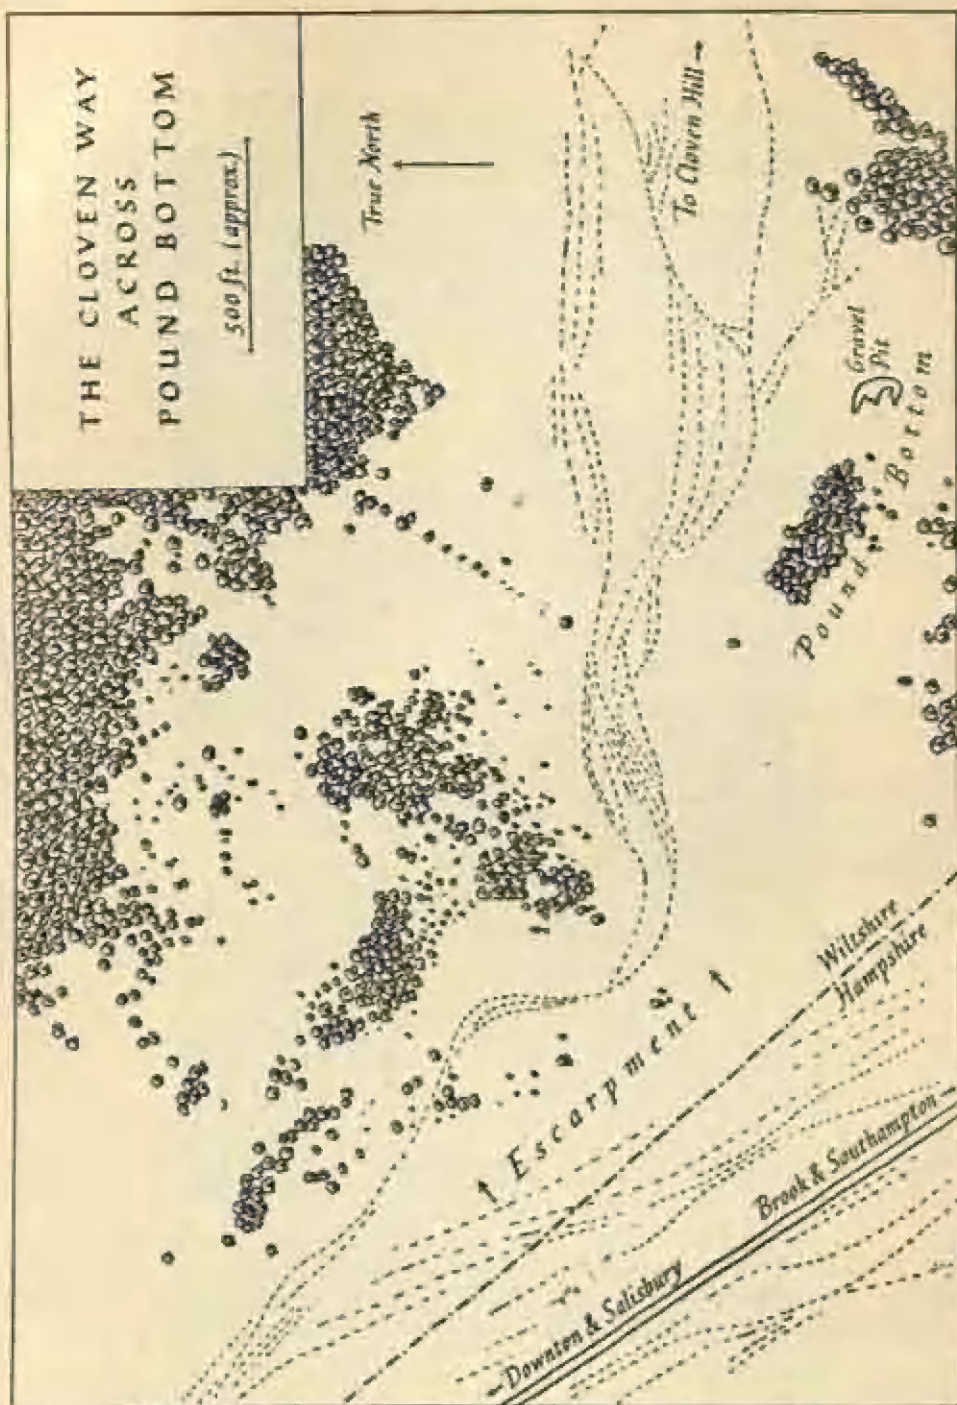 THE CLOVEN WAY
ACROSS
POUND BOTTOM
500 ft. (approx.)
True North
To Cloven Hill
Gravel
Pit
Pound Bottom
Wiltshire
Hampshire
Escarpment
Brook & Southampton
Downton & Salisbury